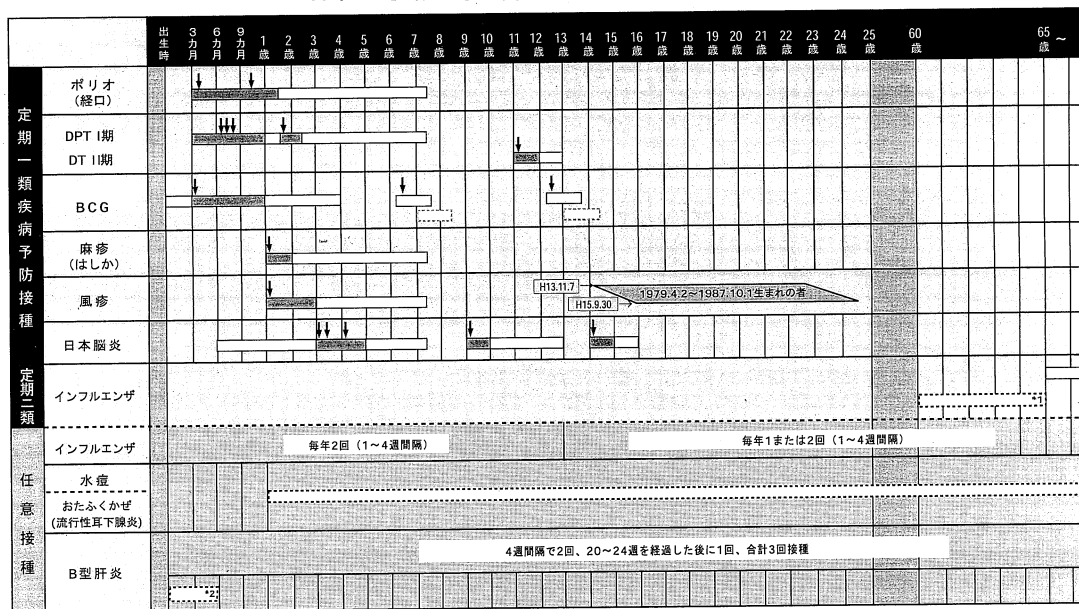 出生時 3カ月 6カ月 9カ月 1歳 2歳 3歳 4歳 5歳 6歳 7歳 8歳 9歳 10歳 11歳 12歳 13歳 14歳 15歳 16歳 17歳 18歳 19歳 20歳 21歳 22歳 23歳 24歳 25歳 60歳 65歳 ~
定期一類疾病予防接種
ポリオ
(経口)
DPT I期
DT II期
BCG
麻疹
(はしか)
風疹
H13.11.7
1979.4.2~1987.10.1生まれの者
H15.9.30
日本脳炎
定期二類
インフルエンザ
*1
任意接種
インフルエンザ
毎年2回(1~4週間隔)
毎年1または2回(1~4週間隔)
水痘
おたふくかぜ
(流行性耳下腺炎)
B型肝炎
4週間隔で2回、20~24週を経過した後に1回、合計3回接種
*2